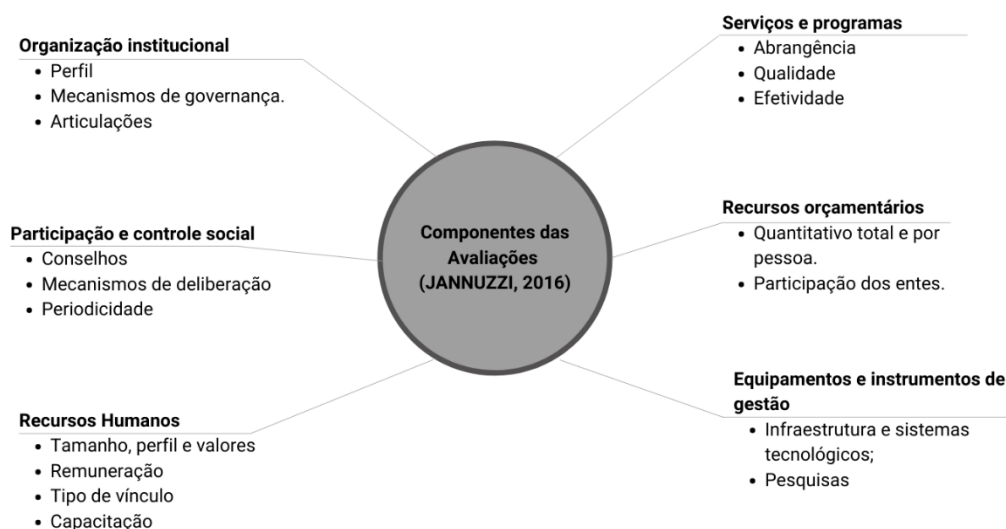 Organização institucional
• Perfil
• Mecanismos de governança.
• Articulações
Participação e controle social
• Conselhos
• Mecanismos de deliberação
• Periodicidade
Recursos Humanos
• Tamanho, perfil e valores
• Remuneração
• Tipo de vínculo
• Capacitação
Componentes das
Avaliações
(JANNUZZI, 2016)
Serviços e programas
• Abrangência
• Qualidade
• Efetividade
Recursos orçamentários
• Quantitativo total e por
pessoa.
• Participação dos entes.
Equipamentos e instrumentos de
gestão
• Infraestrutura e sistemas
tecnológicos;
• Pesquisas